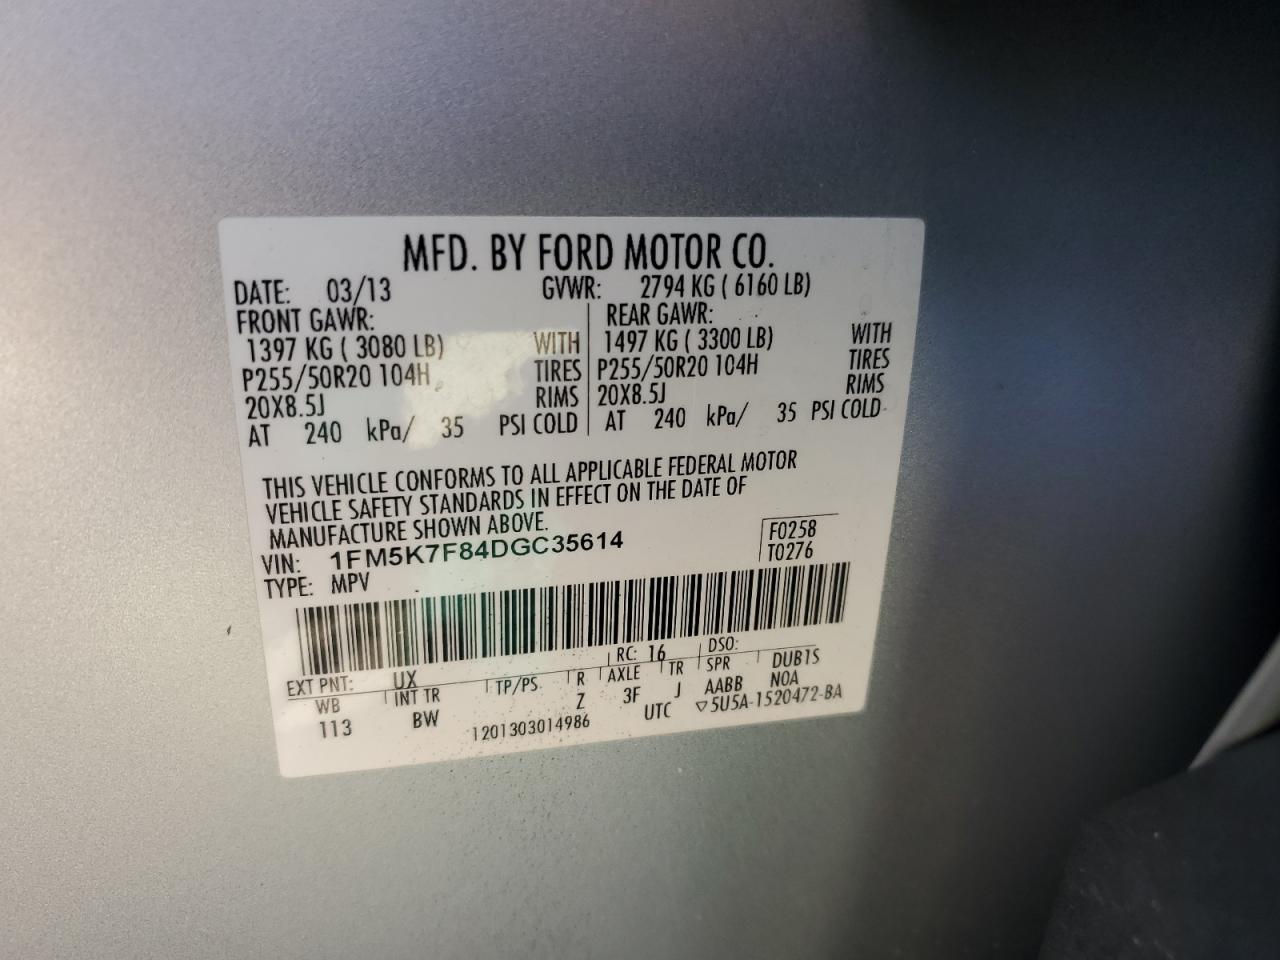 MFD. BY FORD MOTOR CO.
DATE: 03/13 GVWR: 2794 KG ( 6160 LB)
FRONT GAWR: REAR GAWR:
1397 KG ( 3080 LB) WITH 1497 KG ( 3300 LB) WITH
P255/50R20 104H TIRES P255/50R20 104H TIRES
20X8.5J RIMS 20X8.5J RIMS
AT 240 kPa/ 35 PSI COLD AT 240 kPa/ 35 PSI COLD
THIS VEHICLE CONFORMS TO ALL APPLICABLE FEDERAL MOTOR
VEHICLE SAFETY STANDARDS IN EFFECT ON THE DATE OF
MANUFACTURE SHOWN ABOVE.
VIN: 1FM5K7F84DGC35614 F0258
TYPE: MPV T0276
EXT PNT: UX RC: 16 DSO:
WB INT TR TP/PS R AXLE TR SPR DUB1S
113 BW Z 3F J AABB N0A
1201303014986 UTC ▽5U5A-1520472-BA